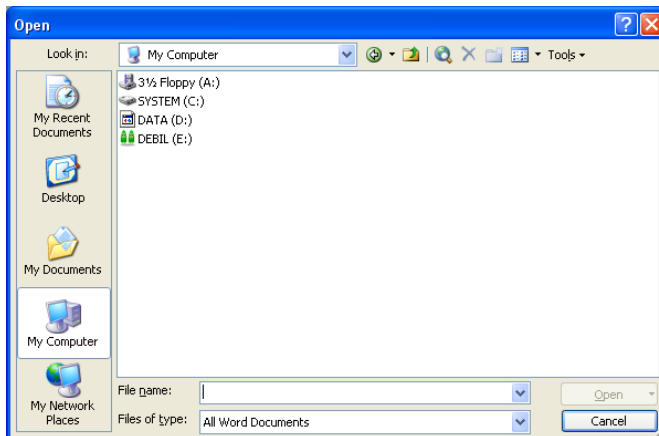 Open
Look in:
My Computer
Tools
3½ Floppy (A:)
SYSTEM (C:)
DATA (D:)
DEBIL (E:)
My Recent
Documents
Desktop
My Documents
My Computer
My Network
Places
File name:
Open
Files of type:
All Word Documents
Cancel